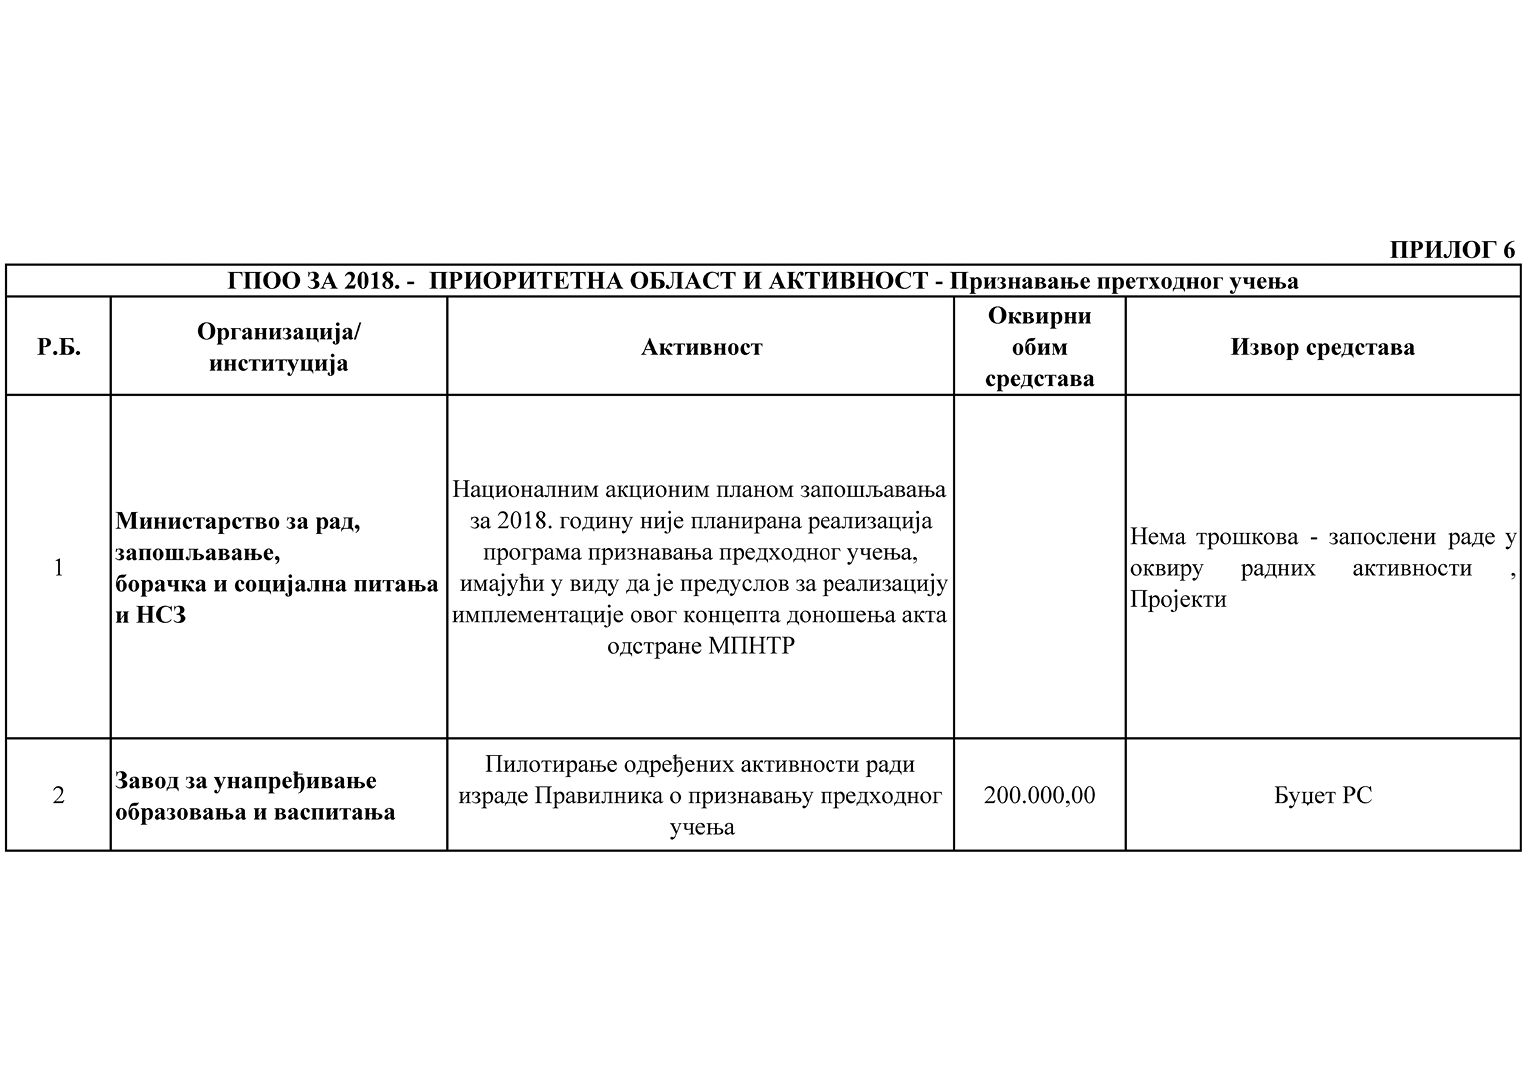 ПРИЛОГ 6
ГПОО ЗА 2018. - ПРИОРИТЕТНА ОБЛАСТ И АКТИВНОСТ - Признавање претходног учења
Р.Б.
Организација/
институција
Активност
Оквирни
обим
средстава
Извор средстава
1
Министарство за рад,
запошљавање,
борачка и социјална питања
и НСЗ
Националним акционим планом запошљавања
за 2018. годину није планирана реализација
програма признавања предходног учења,
имајући у виду да је предуслов за реализацију
имплементације овог концепта доношења акта
одстране МПНТР
Нема трошкова - запослени раде у
оквиру радних активности ,
Пројекти
2
Завод за унапређивање
образовања и васпитања
Пилотирање одређених активности ради
израде Правилника о признавању предходног
учења
200.000,00
Буџет РС